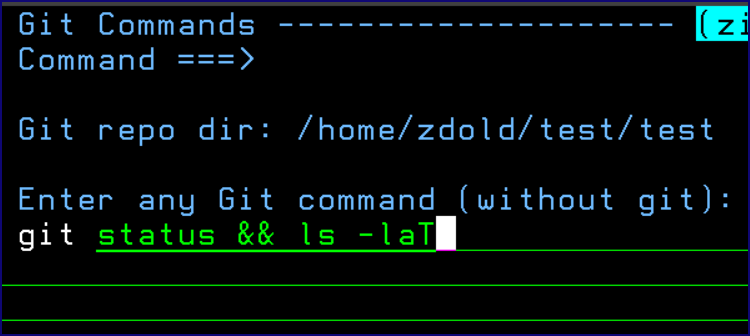 Git Commands -------------------- (zi
Command ===>
Git repo dir: /home/zdold/test/test
Enter any Git command (without git):
git status && ls -laT